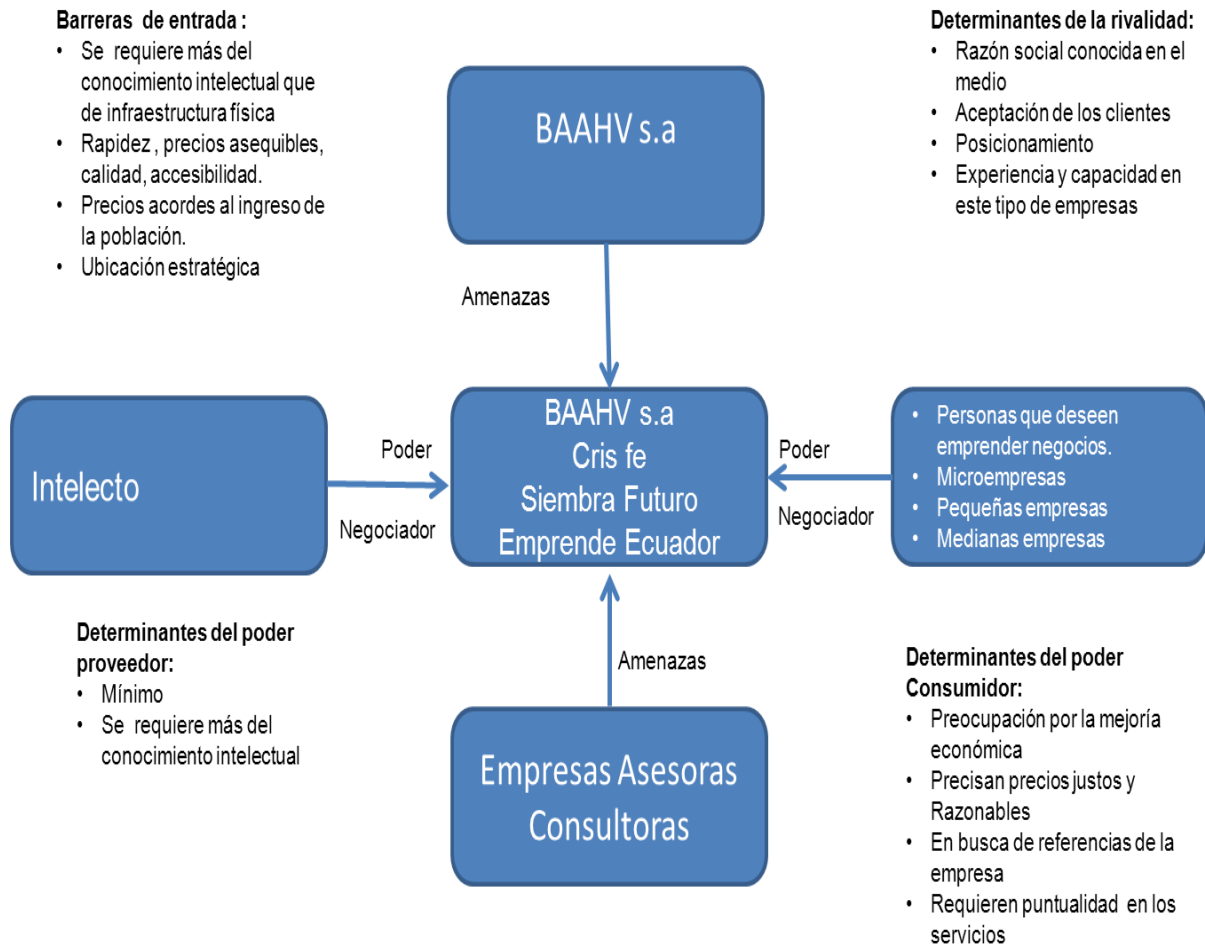 Barreras de entrada :
• Se requiere más del
conocimiento intelectual que
de infraestructura física
• Rapidez , precios asequibles,
calidad, accesibilidad.
• Precios acordes al ingreso de
la población.
• Ubicación estratégica
BAAHV s.a
Determinantes de la rivalidad:
• Razón social conocida en el
medio
• Aceptación de los clientes
• Posicionamiento
• Experiencia y capacidad en
este tipo de empresas
Amenazas
Intelecto
Poder
Negociador
BAAHV s.a
Cris fe
Siembra Futuro
Emprende Ecuador
Poder
Negociador
• Personas que deseen
emprender negocios.
• Microempresas
• Pequeñas empresas
• Medianas empresas
Determinantes del poder
proveedor:
• Mínimo
• Se requiere más del
conocimiento intelectual
Amenazas
Empresas Asesoras
Consultoras
Determinantes del poder
Consumidor:
• Preocupación por la mejoría
económica
• Precisan precios justos y
Razonables
• En busca de referencias de la
empresa
• Requieren puntualidad en los
servicios